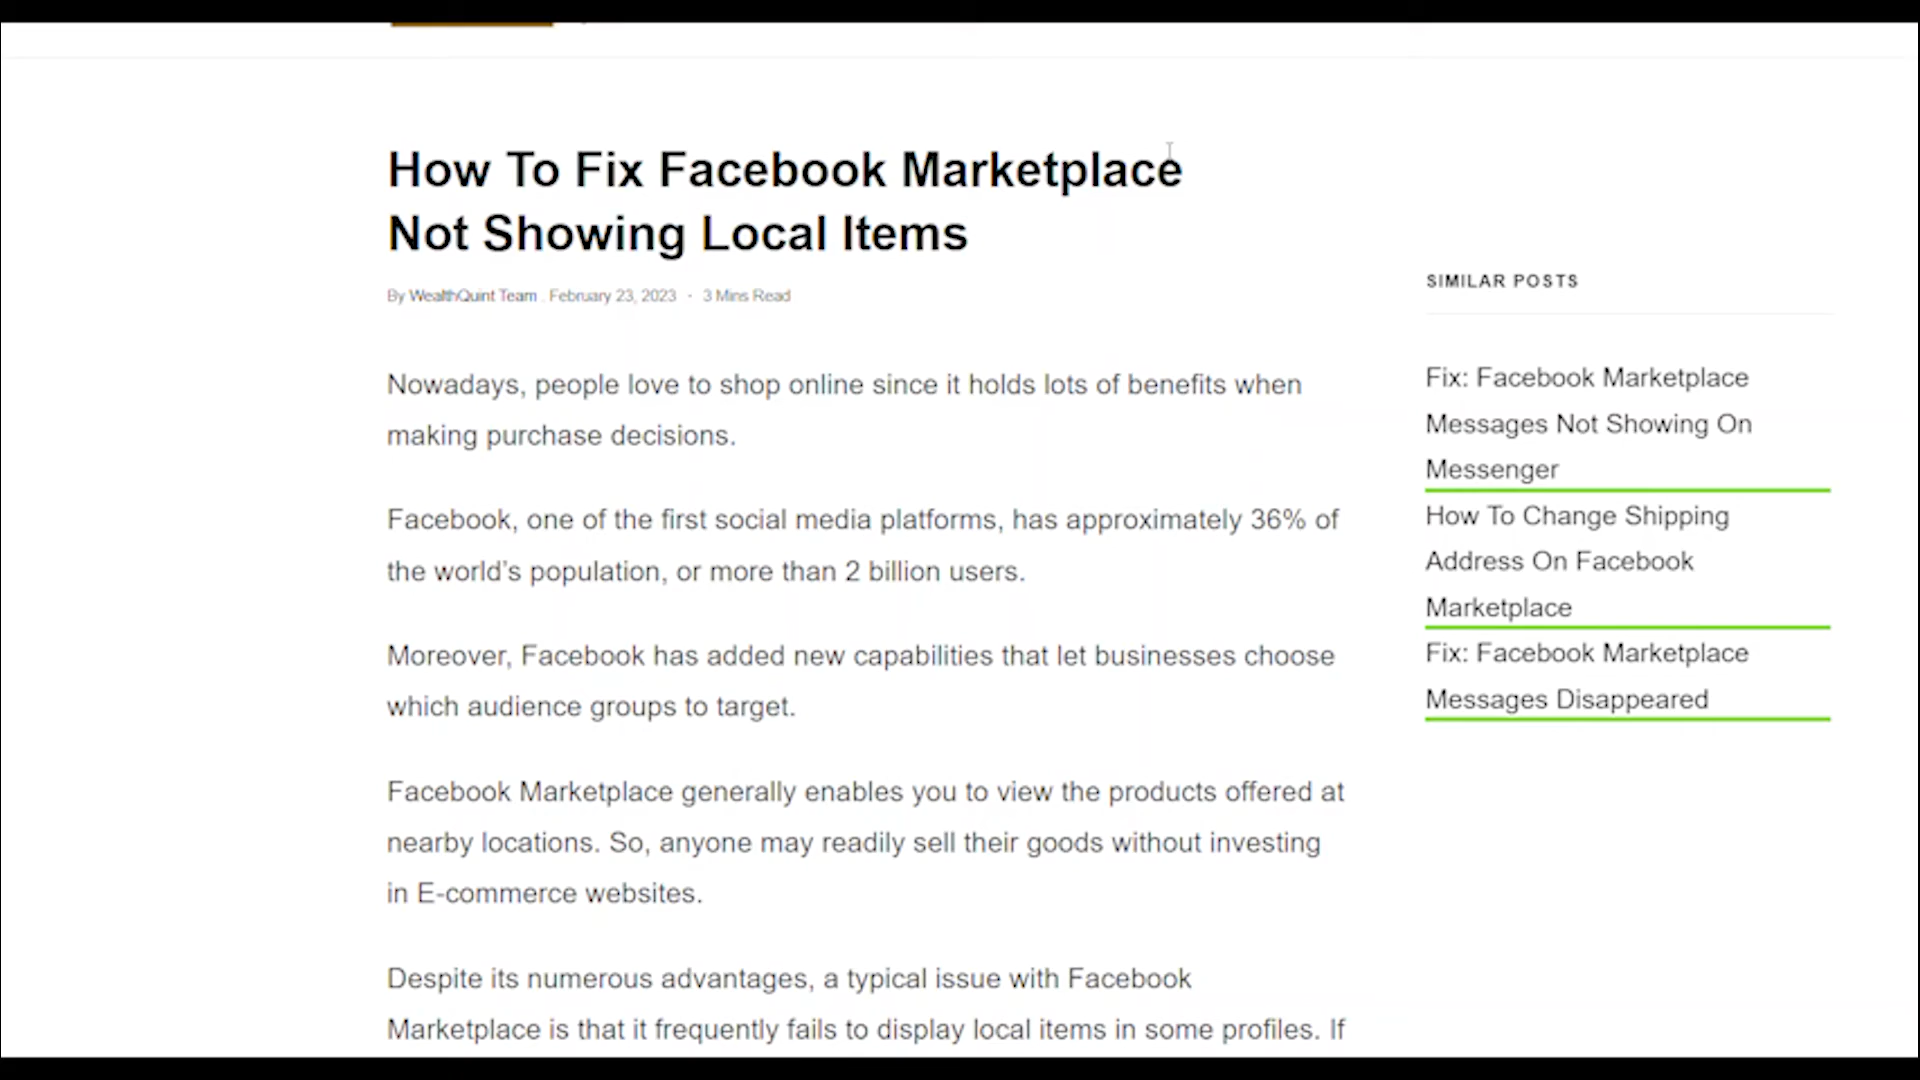 How To Fix Facebook Marketplace
Not Showing Local Items
By WealthQuint Team . February 23, 2023 · 3 Mins Read
Nowadays, people love to shop online since it holds lots of benefits when
making purchase decisions.
Facebook, one of the first social media platforms, has approximately 36% of
the world’s population, or more than 2 billion users.
Moreover, Facebook has added new capabilities that let businesses choose
which audience groups to target.
Facebook Marketplace generally enables you to view the products offered at
nearby locations. So, anyone may readily sell their goods without investing
in E-commerce websites.
Despite its numerous advantages, a typical issue with Facebook
Marketplace is that it frequently fails to display local items in some profiles. If
SIMILAR POSTS
Fix: Facebook Marketplace
Messages Not Showing On
Messenger
How To Change Shipping
Address On Facebook
Marketplace
Fix: Facebook Marketplace
Messages Disappeared